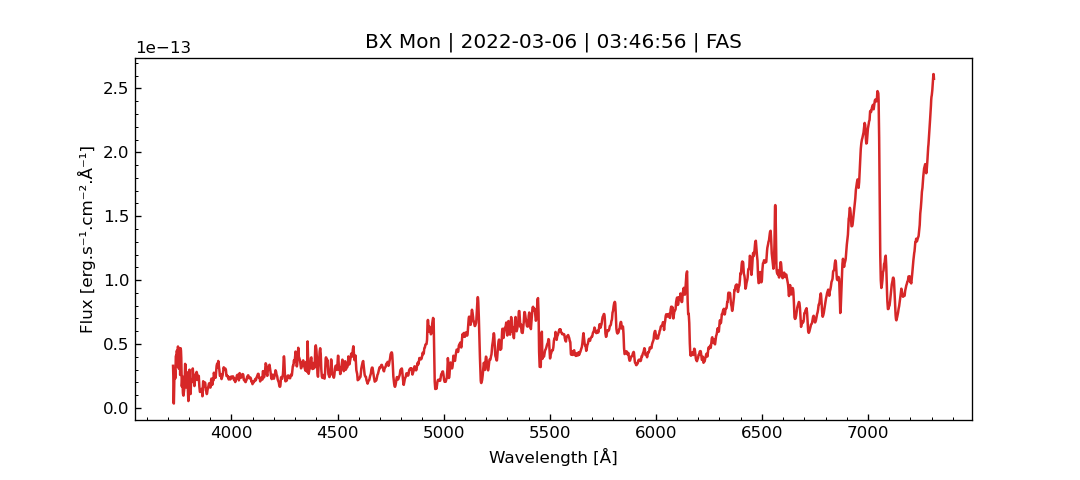 BX Mon | 2022-03-06 | 03:46:56 | FAS
1e−13
2.5
2.0
1.5
1.0
0.5
0.0
Flux [erg.s⁻¹.cm⁻².Å⁻¹]
4000 4500 5000 5500 6000 6500 7000
Wavelength [Å]